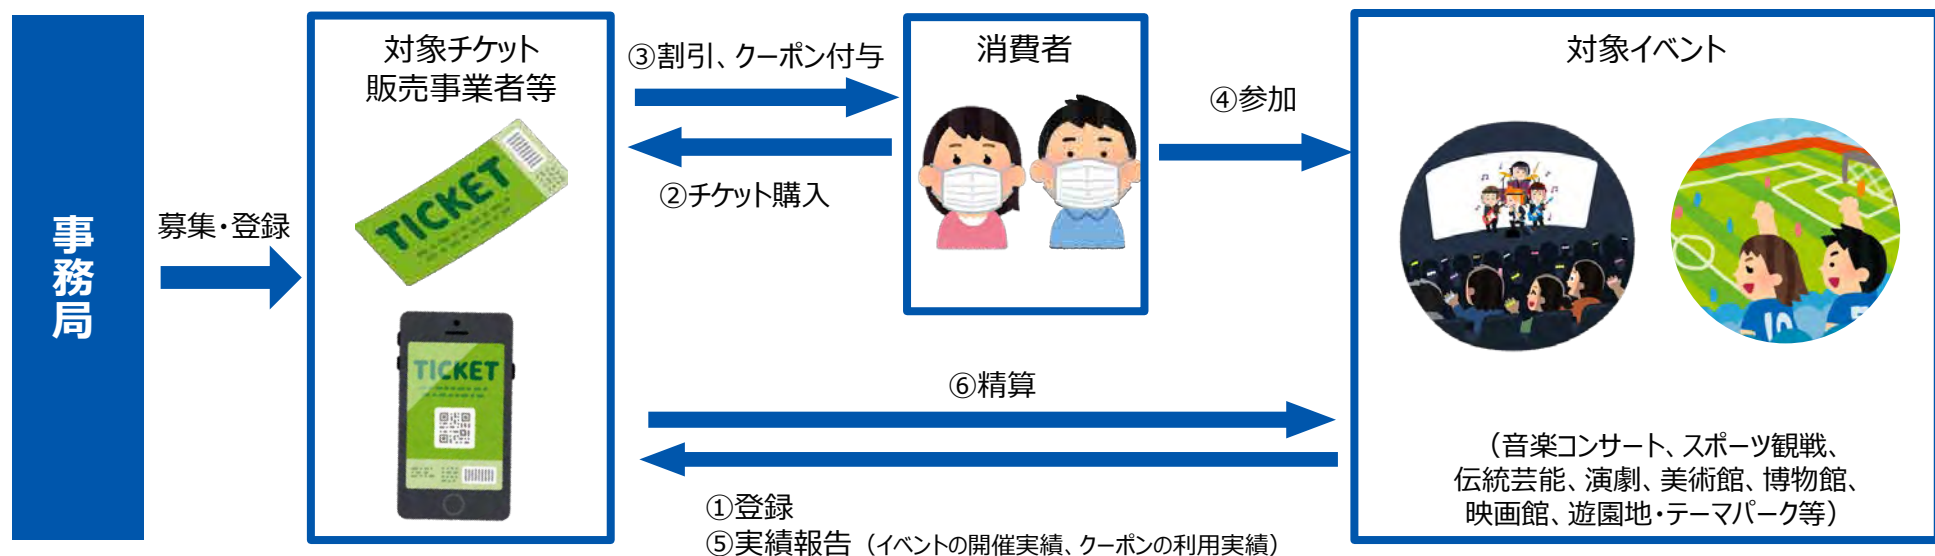 事務局
募集・登録
対象チケット
販売事業者等
TICKET
TICKET
③割引、クーポン付与
②チケット購入
消費者
④参加
対象イベント
10
（音楽コンサート、スポーツ観戦、
伝統芸能、演劇、美術館、博物館、
映画館、遊園地・テーマパーク等）
⑥精算
①登録
⑤実績報告（イベントの開催実績、クーポンの利用実績）